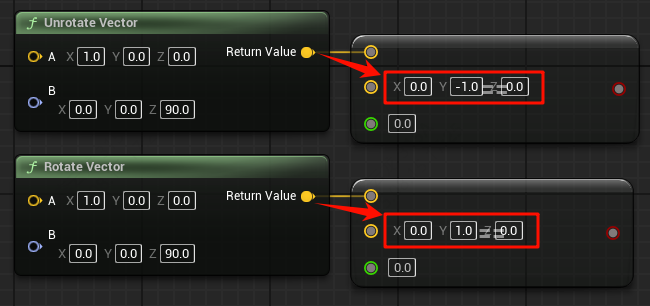 f Unrotate Vector
A X 1.0 Y 0.0 Z 0.0 Return Value
B
X 0.0 Y 0.0 Z 90.0
X 0.0 Y -1.0 Z 0.0
==
0.0
f Rotate Vector
A X 1.0 Y 0.0 Z 0.0 Return Value
B
X 0.0 Y 0.0 Z 90.0
X 0.0 Y 1.0 Z 0.0
==
0.0